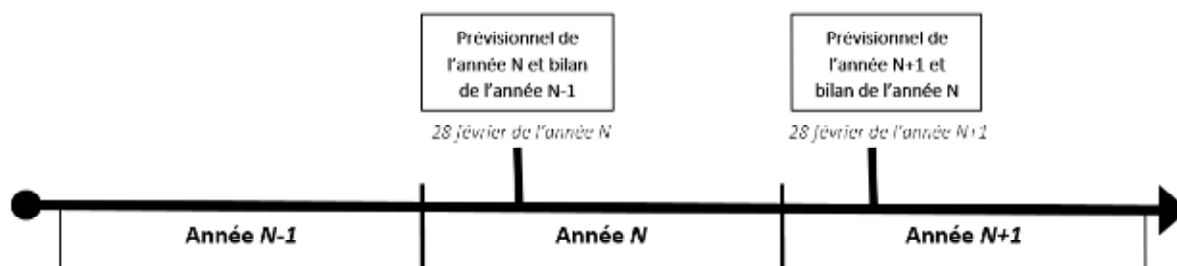 Prévisionnel de
l'année N et bilan
de l'année N-1
28 février de l'année N
Prévisionnel de
l'année N+1 et
bilan de l'année N
28 février de l'année N+1
Année N-1
Année N
Année N+1